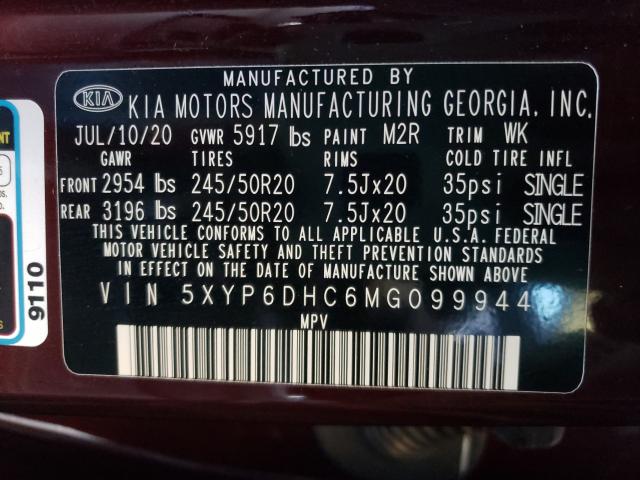 MANUFACTURED BY
KIA KIA MOTORS MANUFACTURING GEORGIA, INC.
JUL/10/20 GVWR 5917 lbs PAINT M2R TRIM WK
GAWR TIRES RIMS COLD TIRE INFL
FRONT 2954 lbs 245/50R20 7.5Jx20 35psi SINGLE
REAR 3196 lbs 245/50R20 7.5Jx20 35psi SINGLE
THIS VEHICLE CONFORMS TO ALL APPLICABLE U.S.A. FEDERAL
MOTOR VEHICLE SAFETY AND THEFT PREVENTION STANDARDS
IN EFFECT ON THE DATE OF MANUFACTURE SHOWN ABOVE
VIN 5XYP6DHC6MG099944
MPV
9110